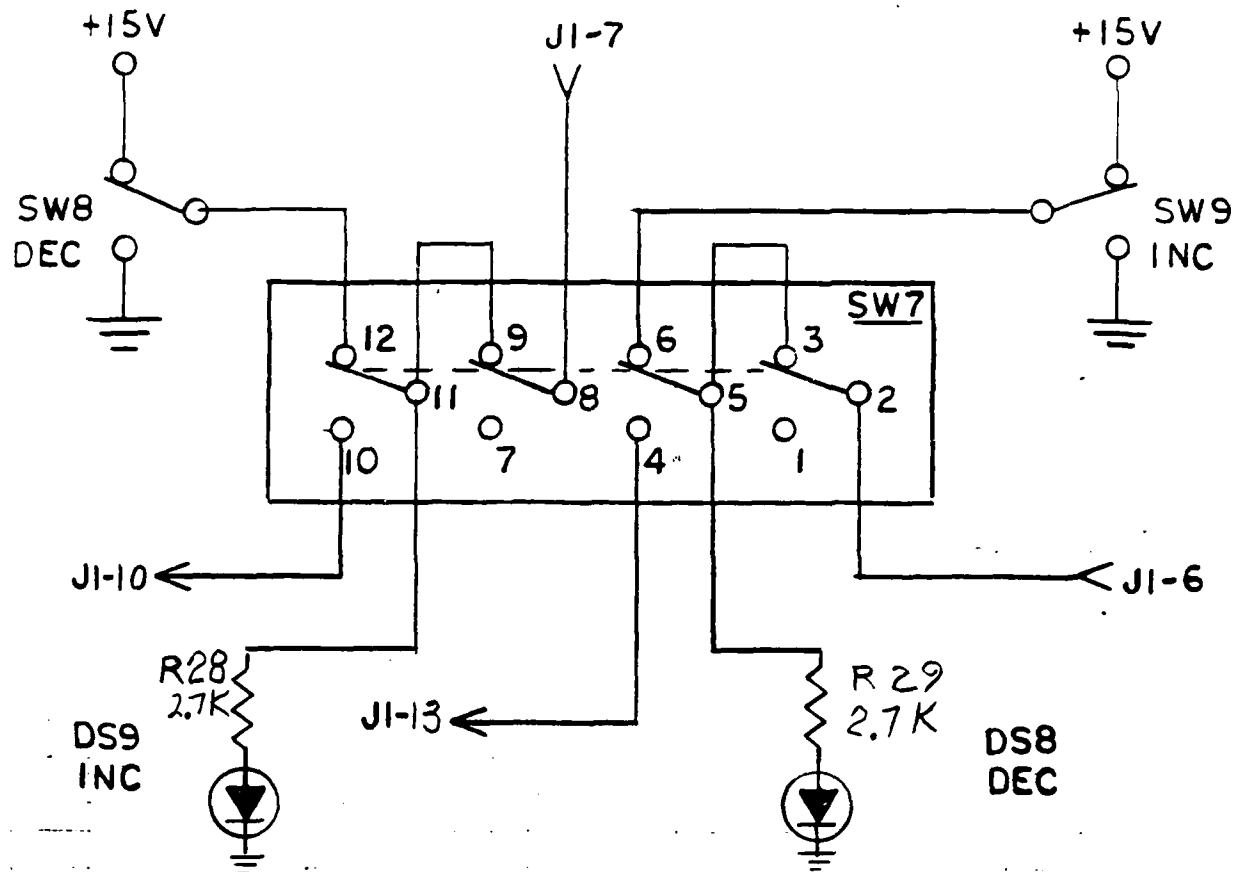 +15V
J1-7
+15V
SW8
DEC
SW9
INC
SW7
12
9
6
3
11
8
5
2
10
7
4
1
J1-10
J1-6
R28
2.7K
J1-13
R29
2.7K
DS9
INC
DS8
DEC